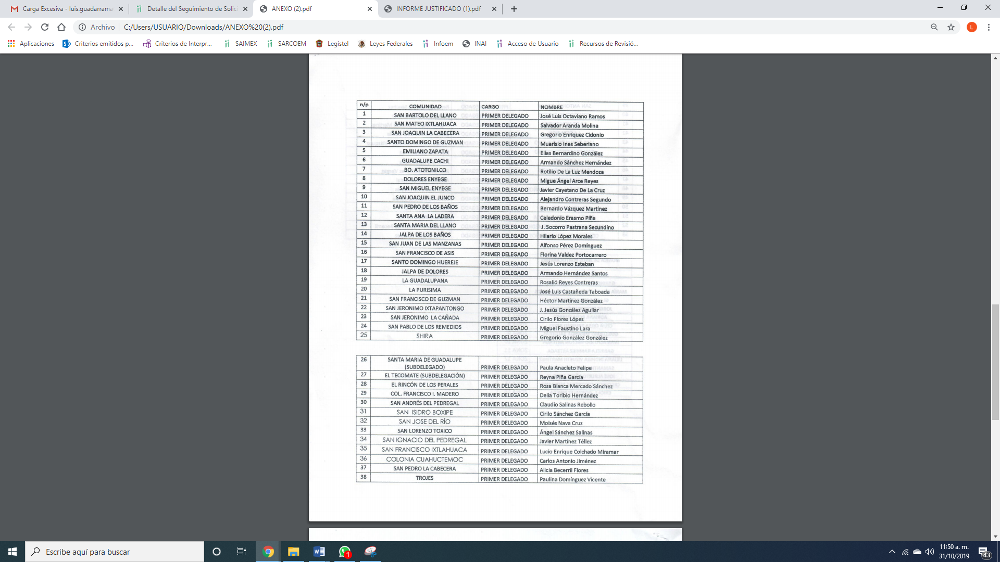 Carga Excesiva - luis.guadarrama
Detalle del Seguimiento de Solici
ANEXO (2).pdf
INFORME JUSTIFICADO (1).pdf
Archivo | C:/Users/USUARIO/Downloads/ANEXO%20(2).pdf
L
Aplicaciones
Criterios emitidos p...
Criterios de Interpr...
SAIMEX
SARCOEM
Legistel
Leyes Federales
Infoem
INAI
Acceso de Usuario
Recursos de Revisió...
n/p COMUNIDAD CARGO NOMBRE
1 SAN BARTOLO DEL LLANO PRIMER DELEGADO José Luis Octaviano Ramos
2 SAN MATEO IXTLAHUACA PRIMER DELEGADO Salvador Aranda Molina
3 SAN JOAQUIN LA CABECERA PRIMER DELEGADO Gregorio Enríquez Cidonio
4 SANTO DOMINGO DE GUZMAN PRIMER DELEGADO Muarisio Ines Seberiano
5 EMILIANO ZAPATA PRIMER DELEGADO Elías Bernardino González
6 GUADALUPE CACHI PRIMER DELEGADO Armando Sánchez Hernández
7 BO. ATOTONILCO PRIMER DELEGADO Rotilio De La Luz Mendoza
8 DOLORES ENYEGE PRIMER DELEGADO Migue Ángel Arce Reyes
9 SAN MIGUEL ENYEGE PRIMER DELEGADO Javier Cayetano De La Cruz
10 SAN JOAQUIN EL JUNCO PRIMER DELEGADO Alejandro Contreras Segundo
11 SAN PEDRO DE LOS BAÑOS PRIMER DELEGADO Bernardo Vázquez Martínez
12 SANTA ANA LA LADERA PRIMER DELEGADO Celedonio Erasmo Piña
13 SANTA MARIA DEL LLANO PRIMER DELEGADO J. Socorro Pastrana Secundino
14 JALPA DE LOS BAÑOS PRIMER DELEGADO Hilario López Morales
15 SAN JUAN DE LAS MANZANAS PRIMER DELEGADO Alfonso Pérez Domínguez
16 SAN FRANCISCO DE ASIS PRIMER DELEGADO Florina Valdez Portocarrero
17 SANTO DOMINGO HUEREJE PRIMER DELEGADO Jesús Lorenzo Esteban
18 JALPA DE DOLORES PRIMER DELEGADO Armando Hernández Santos
19 LA GUADALUPANA PRIMER DELEGADO Rosalió Reyes Contreras
20 LA PURISIMA PRIMER DELEGADO José Luis Castañeda Taboada
21 SAN FRANCISCO DE GUZMAN PRIMER DELEGADO Héctor Martínez González
22 SAN JERONIMO IXTAPANTONGO PRIMER DELEGADO J. Jesús González Aguilar
23 SAN JERONIMO LA CAÑADA PRIMER DELEGADO Cirilo Flores López
24 SAN PABLO DE LOS REMEDIOS PRIMER DELEGADO Miguel Faustino Lara
25 SHIRA PRIMER DELEGADO Gregorio González González
26 SANTA MARIA DE GUADALUPE
(SUBDELEGADO) PRIMER DELEGADO Paula Anacleto Felipe
27 EL TECOMATE (SUBDELEGACIÓN) PRIMER DELEGADO Reyna Piña García
28 EL RINCÓN DE LOS PERALES PRIMER DELEGADO Rosa Blanca Mercado Sánchez
29 COL. FRANCISCO I. MADERO PRIMER DELEGADO Delia Toribio Hernández
30 SAN ANDRÉS DEL PEDREGAL PRIMER DELEGADO Claudio Salinas Rebollo
31 SAN ISIDRO BOXIPE PRIMER DELEGADO Cirilo Sánchez García
32 SAN JOSE DEL RÍO PRIMER DELEGADO Moisés Nava Cruz
33 SAN LORENZO TOXICO PRIMER DELEGADO Ángel Sánchez Salinas
34 SAN IGNACIO DEL PEDREGAL PRIMER DELEGADO Javier Martínez Téllez
35 SAN FRANCISCO IXTLAHUACA PRIMER DELEGADO Lucio Enrique Colchado Miramar
36 COLONIA CUAHUCTEMOC PRIMER DELEGADO Carlos Antonio Jiménez
37 SAN PEDRO LA CABECERA PRIMER DELEGADO Alicia Becerril Flores
38 TROJES PRIMER DELEGADO Paulina Domínguez Vicente
Escribe aquí para buscar
1
11:50 a. m.
31/10/2019
43